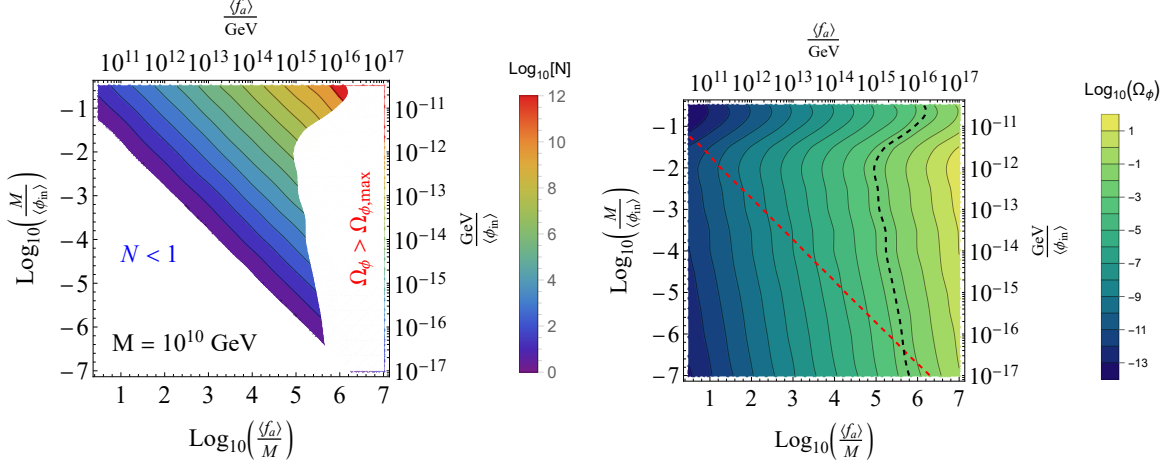 ⟨f_a⟩/GeV
10^11 10^12 10^13 10^14 10^15 10^16 10^17
Log10(M/⟨ϕ_in⟩)
-1
-2
-3
-4
-5
-6
-7
N < 1
M = 10^10 GeV
Ω_ϕ > Ω_ϕ,max
10^-11
10^-12
10^-13
10^-14
10^-15
10^-16
10^-17
GeV/⟨ϕ_in⟩
1 2 3 4 5 6 7
Log10(⟨f_a⟩/M)
Log10[N]
12
10
8
6
4
2
0
⟨f_a⟩/GeV
10^11 10^12 10^13 10^14 10^15 10^16 10^17
Log10(M/⟨ϕ_in⟩)
-1
-2
-3
-4
-5
-6
-7
10^-11
10^-12
10^-13
10^-14
10^-15
10^-16
10^-17
GeV/⟨ϕ_in⟩
1 2 3 4 5 6 7
Log10(⟨f_a⟩/M)
Log10(Ω_ϕ)
1
-1
-3
-5
-7
-9
-11
-13